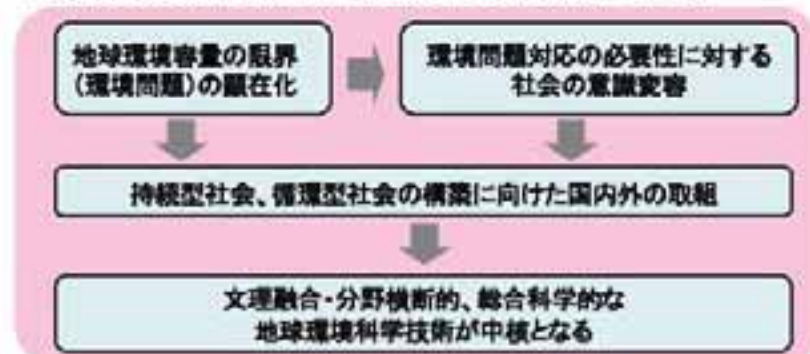 地球環境容量の限界
（環境問題）の顕在化
環境問題対応の必要性に対する
社会の意識変容
持続型社会、循環型社会の構築に向けた国内外の取組
文理融合・分野横断的、総合科学的な
地球環境科学技術が中核となる